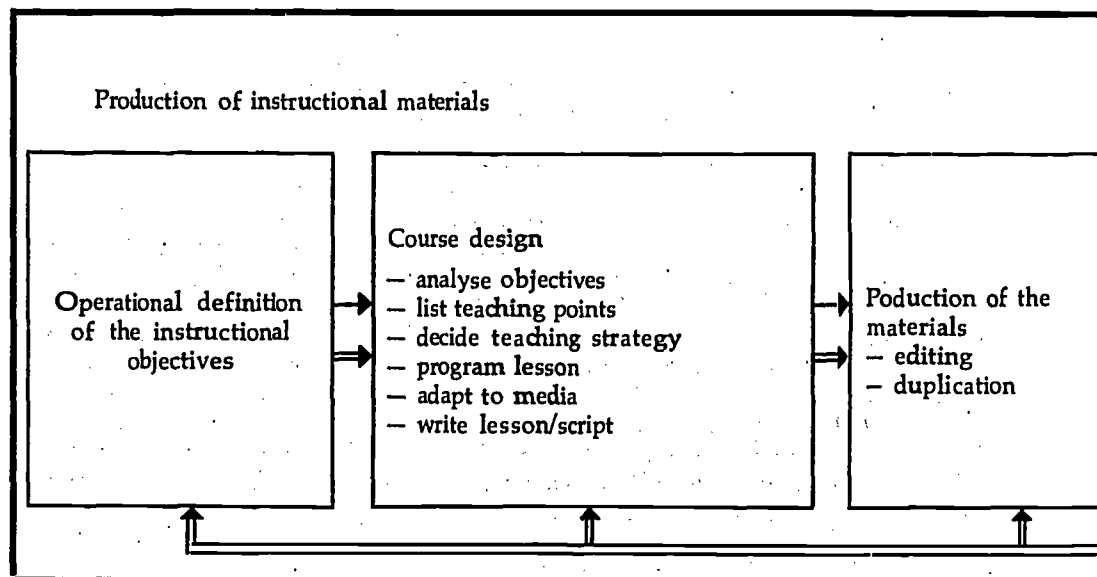 Production of instructional materials
Operational definition
of the instructional
objectives
Course design
— analyse objectives
— list teaching points
— decide teaching strategy
— program lesson
— adapt to media
— write lesson/script
Poduction of the
materials
— editing
— duplication